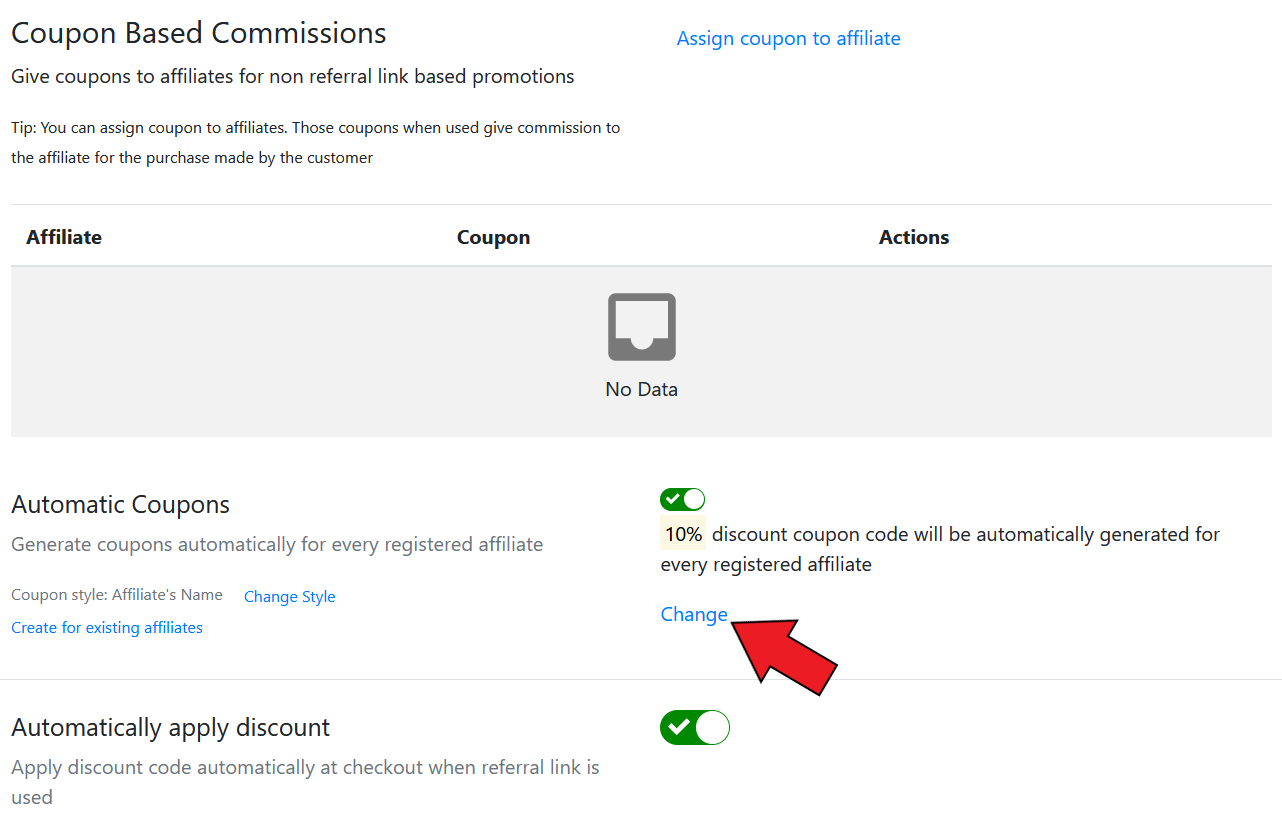 Coupon Based Commissions
Assign coupon to affiliate
Give coupons to affiliates for non referral link based promotions
Tip: You can assign coupon to affiliates. Those coupons when used give commission to
the affiliate for the purchase made by the customer
Affiliate Coupon Actions
No Data
Automatic Coupons
Generate coupons automatically for every registered affiliate
Coupon style: Affiliate's Name Change Style
Create for existing affiliates
10% discount coupon code will be automatically generated for
every registered affiliate
Change
Automatically apply discount
Apply discount code automatically at checkout when referral link is
used